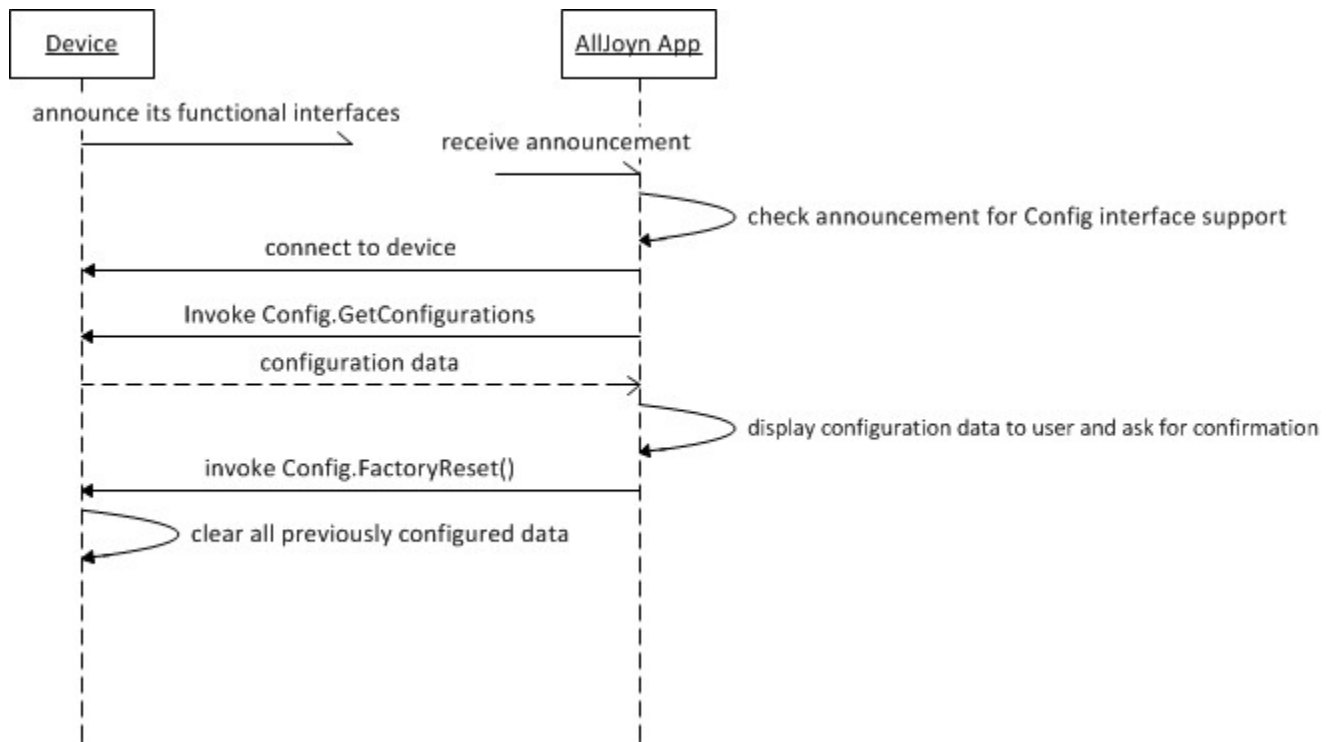 Device
AllJoyn App
announce its functional interfaces
receive announcement
check announcement for Config interface support
connect to device
Invoke Config.GetConfigurations
configuration data
display configuration data to user and ask for confirmation
invoke Config.FactoryReset()
clear all previously configured data